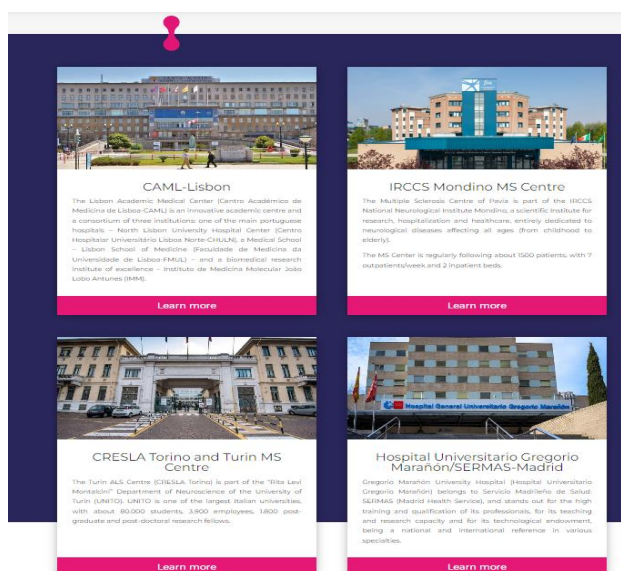 CAML-Lisbon
The Lisbon Academic Medical Center (Centro Académico de
Medicina de Lisboa-CAML) is an innovative academic centre and
a consortium of three institutions: one of the main portuguese
hospitals – North Lisbon University Hospital Center (Centro
Hospitalar Universitário Lisboa Norte-CHULN), a Medical School
– Lisbon School of Medicine (Faculdade de Medicina da
Universidade de Lisboa-FMUL) – and a biomedical research
institute of excellence – Instituto de Medicina Molecular João
Lobo Antunes (IMM).
Learn more
IRCCS Mondino MS Centre
The Multiple Sclerosis Centre of Pavia is part of the IRCCS
National Neurological Institute Mondino, a scientific institute for
research, hospitalization and healthcare, entirely dedicated to
neurological diseases affecting all ages (from childhood to
elderly).
The MS Center is regularly following about 1500 patients, with 7
outpatients/week and 2 inpatient beds.
Learn more
CRESLA Torino and Turin MS
Centre
The Turin ALS Centre (CRESLA Torino) is part of the "Rita Levi
Montalcini" Department of Neuroscience of the University of
Turin (UNITO). UNITO is one of the largest Italian universities,
with about 80.000 students, 3.900 employees, 1.800 post-
graduate and post-doctoral research fellows.
Learn more
Hospital General Universitario Gregorio Marañón
Hospital Universitario Gregorio
Marañón/SERMAS-Madrid
Gregorio Marañón University Hospital (Hospital Universitario
Gregorio Marañón) belongs to Servicio Madrileño de Salud:
SERMAS (Madrid Health Service), and stands out for the high
training and qualification of its professionals, for its teaching
and research capacity and for its technological endowment,
being a national and international reference in various
specialties.
Learn more